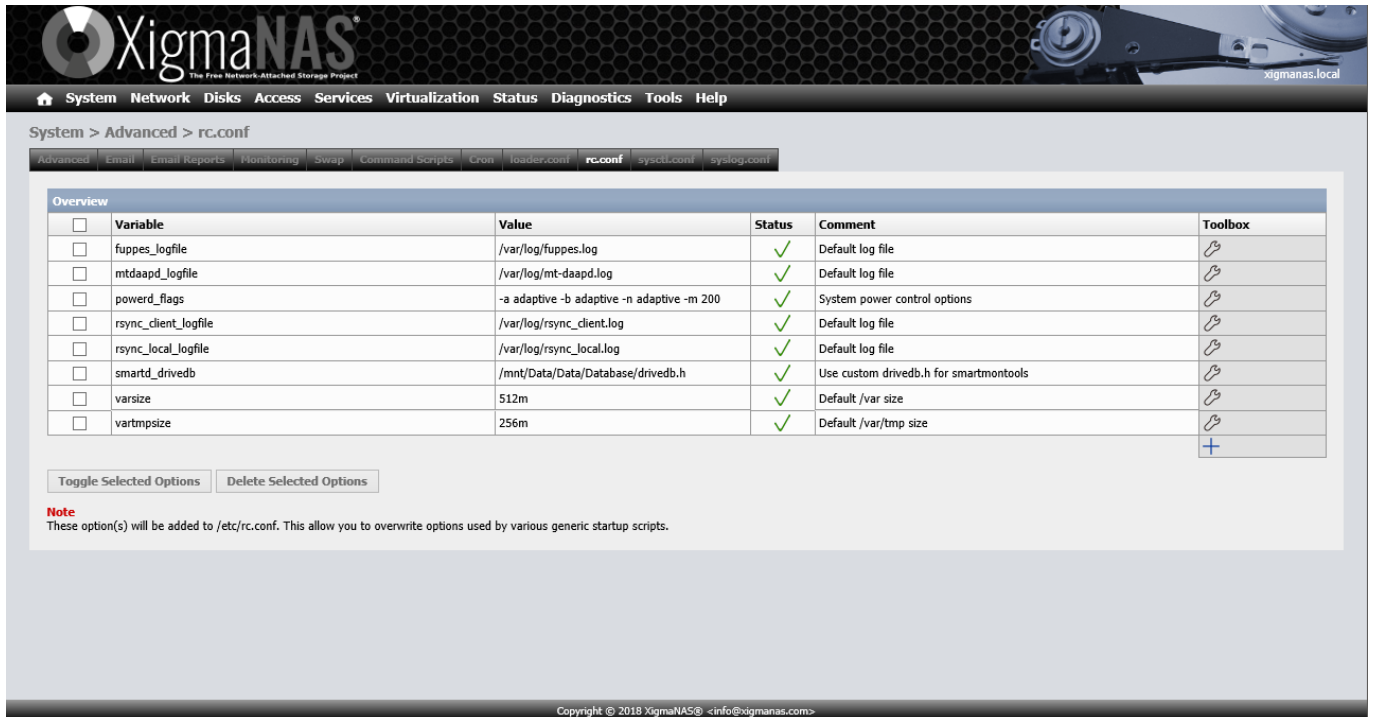 XigmaNAS®
The Free Network-Attached Storage Project
xigmanas.local
System Network Disks Access Services Virtualization Status Diagnostics Tools Help
System > Advanced > rc.conf
Advanced Email Email Reports Monitoring Swap Command Scripts Cron loader.conf rc.conf sysctl.conf syslog.conf
Overview
Variable Value Status Comment Toolbox
fuppes_logfile /var/log/fuppes.log Default log file
mtdaapd_logfile /var/log/mt-daapd.log Default log file
powerd_flags -a adaptive -b adaptive -n adaptive -m 200 System power control options
rsync_client_logfile /var/log/rsync_client.log Default log file
rsync_local_logfile /var/log/rsync_local.log Default log file
smartd_drivedb /mnt/Data/Data/Database/drivedb.h Use custom drivedb.h for smartmontools
varsize 512m Default /var size
vartmpsize 256m Default /var/tmp size
Toggle Selected Options Delete Selected Options
Note
These option(s) will be added to /etc/rc.conf. This allow you to overwrite options used by various generic startup scripts.
Copyright © 2018 XigmaNAS® <info@xigmanas.com>